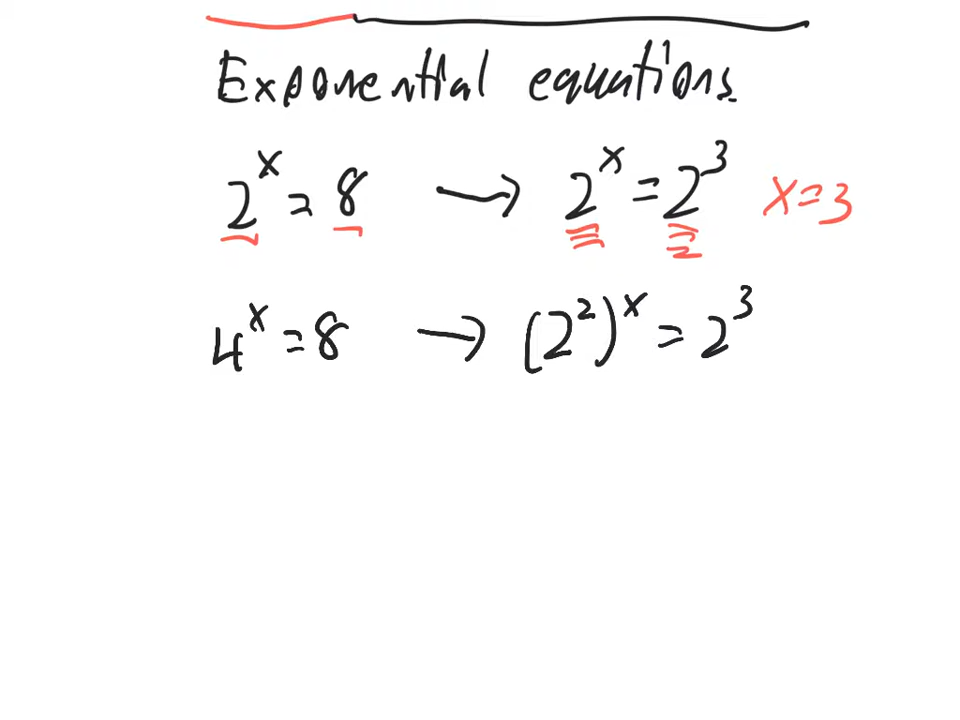 Exponential equations.
2^x = 8 → 2^x = 2^3 x = 3
4^x = 8 → (2^2)^x = 2^3